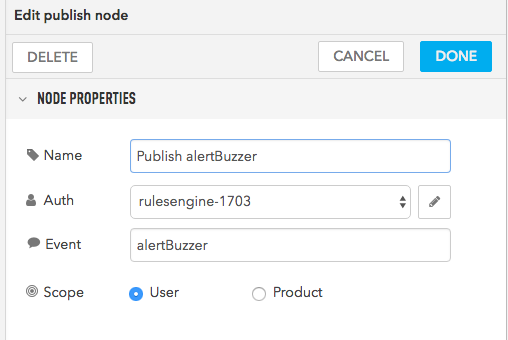 Edit publish node
DELETE CANCEL DONE
NODE PROPERTIES
Name Publish alertBuzzer
Auth rulesengine-1703
Event alertBuzzer
Scope User Product